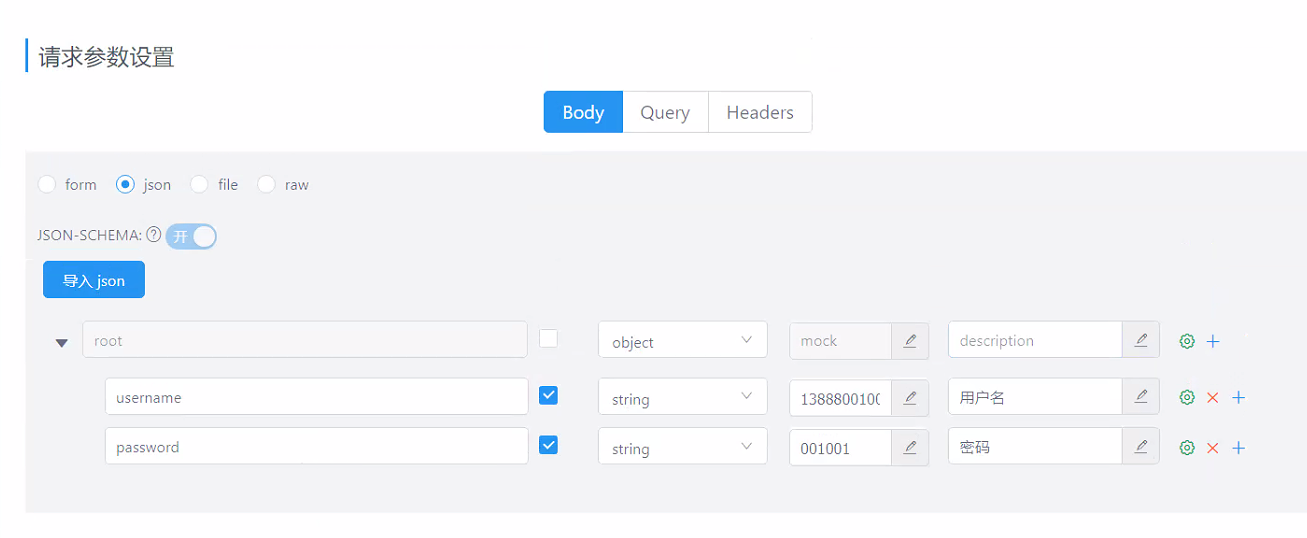 请求参数设置
Body Query Headers
form json file raw
JSON-SCHEMA: 开
导入 json
root object mock description
username string 1388800100 用户名
password string 001001 密码